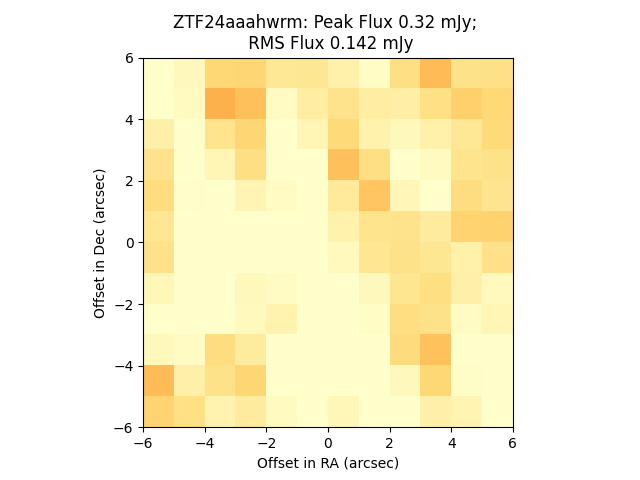 ZTF24aaahwrm: Peak Flux 0.32 mJy;
RMS Flux 0.142 mJy
6
4
2
0
−2
−4
−6
Offset in Dec (arcsec)
−6 −4 −2 0 2 4 6
Offset in RA (arcsec)